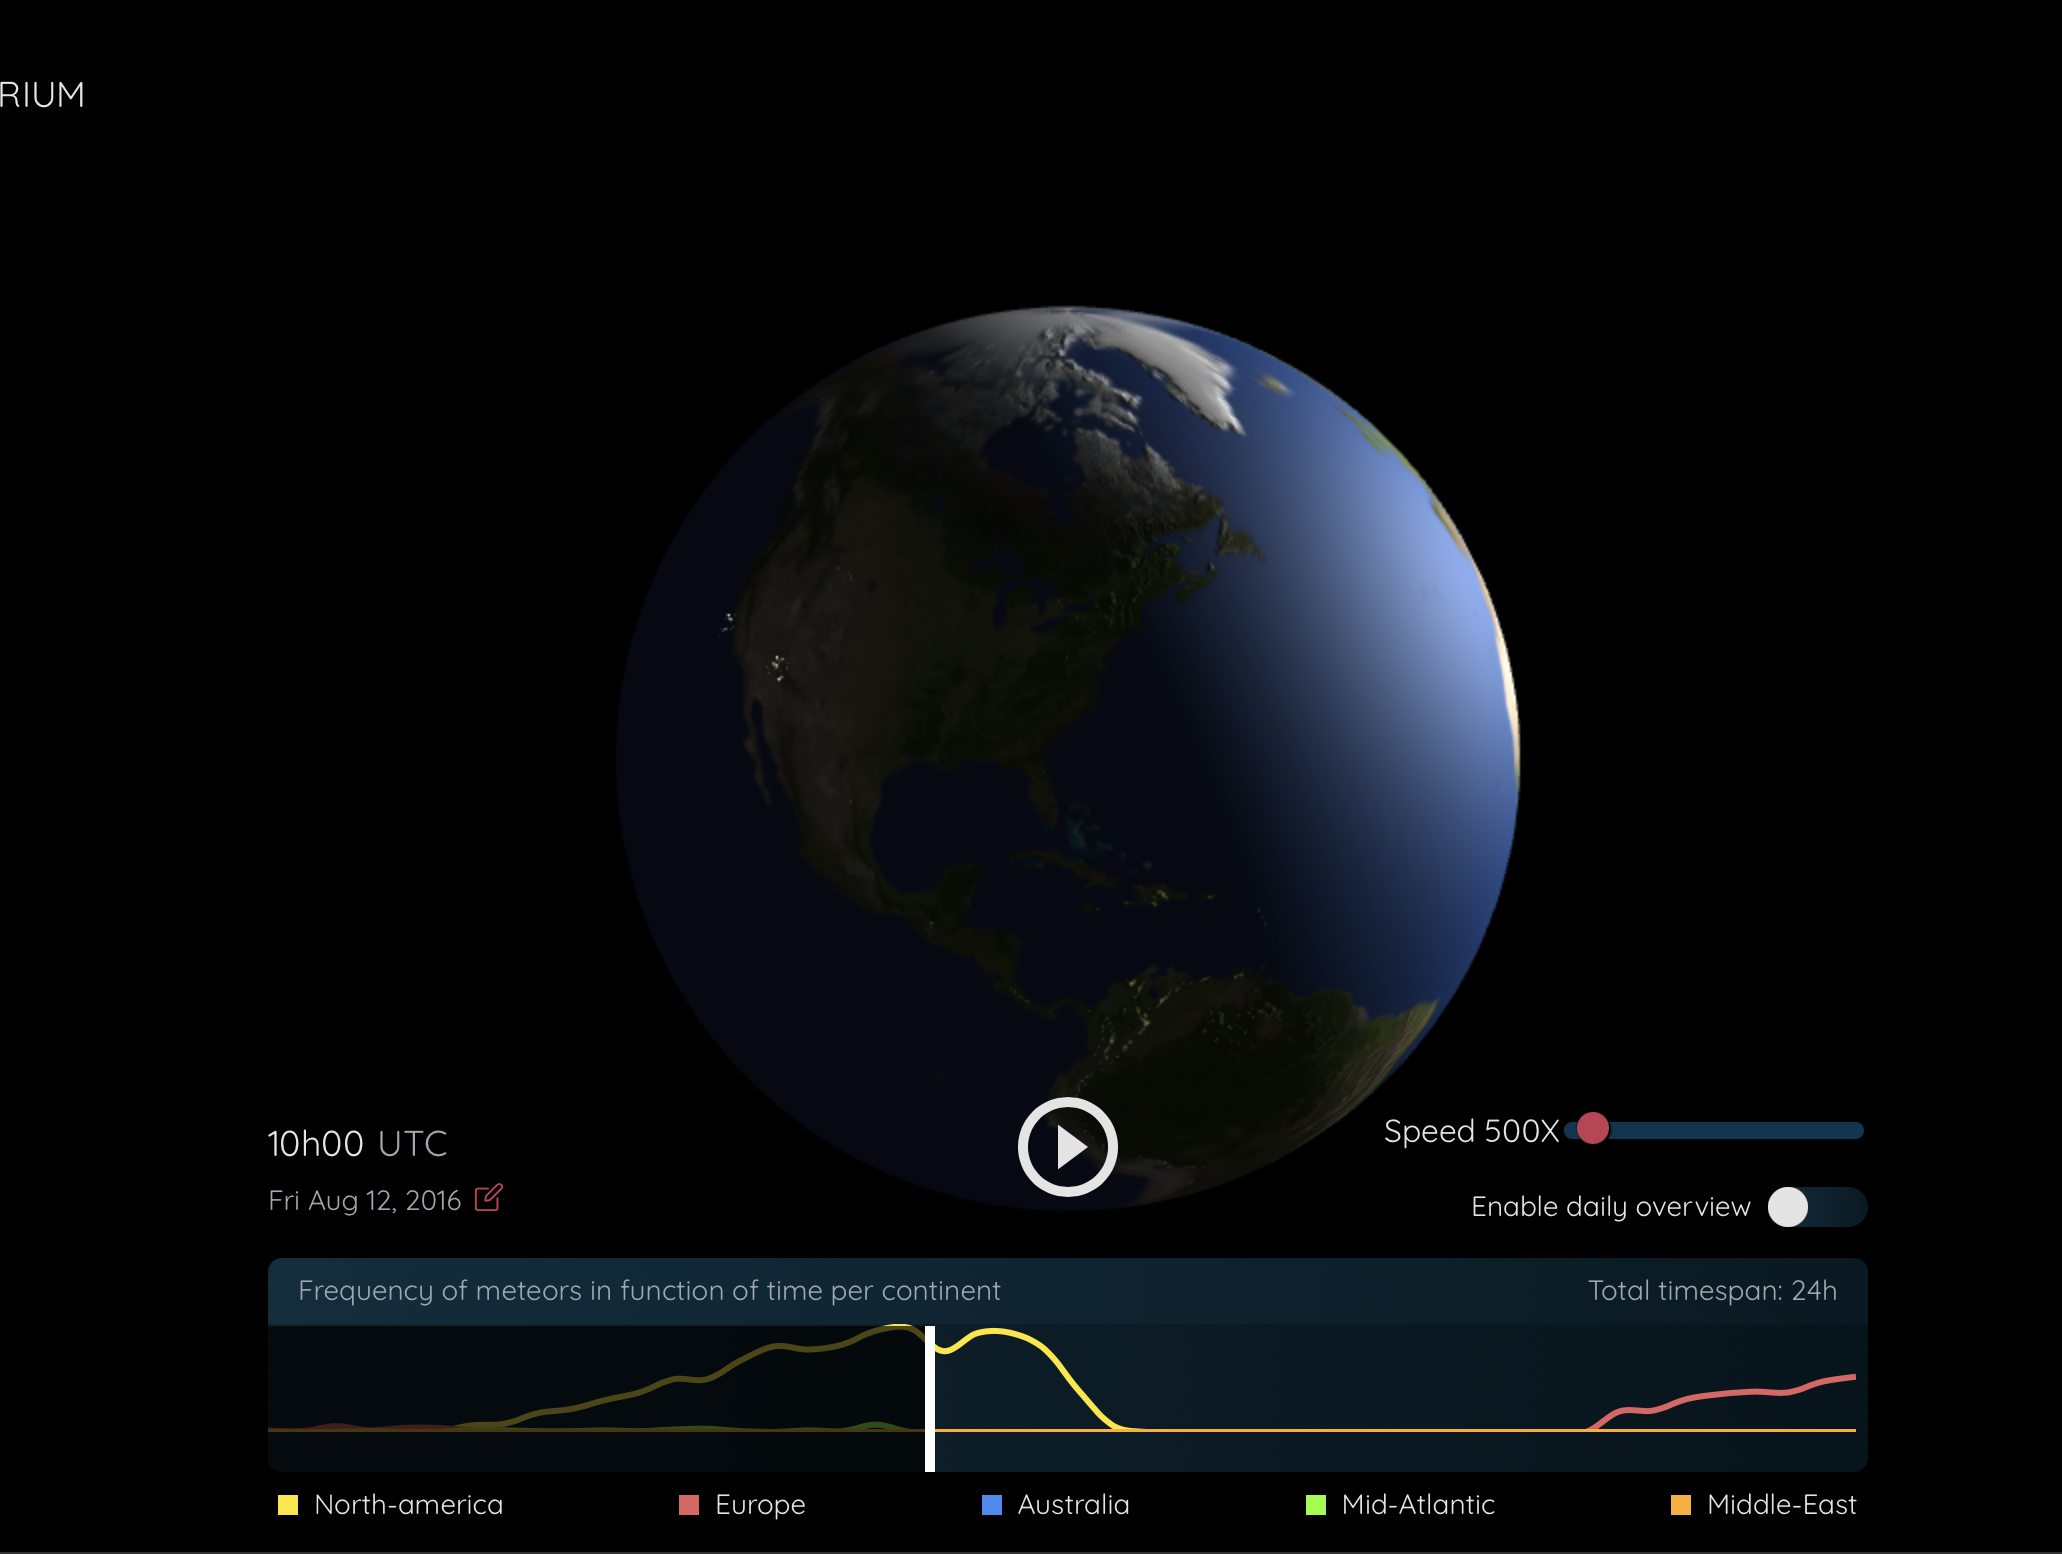 RIUM
10h00 UTC
Fri Aug 12, 2016
Speed 500X
Enable daily overview
Frequency of meteors in function of time per continent
Total timespan: 24h
North-america
Europe
Australia
Mid-Atlantic
Middle-East